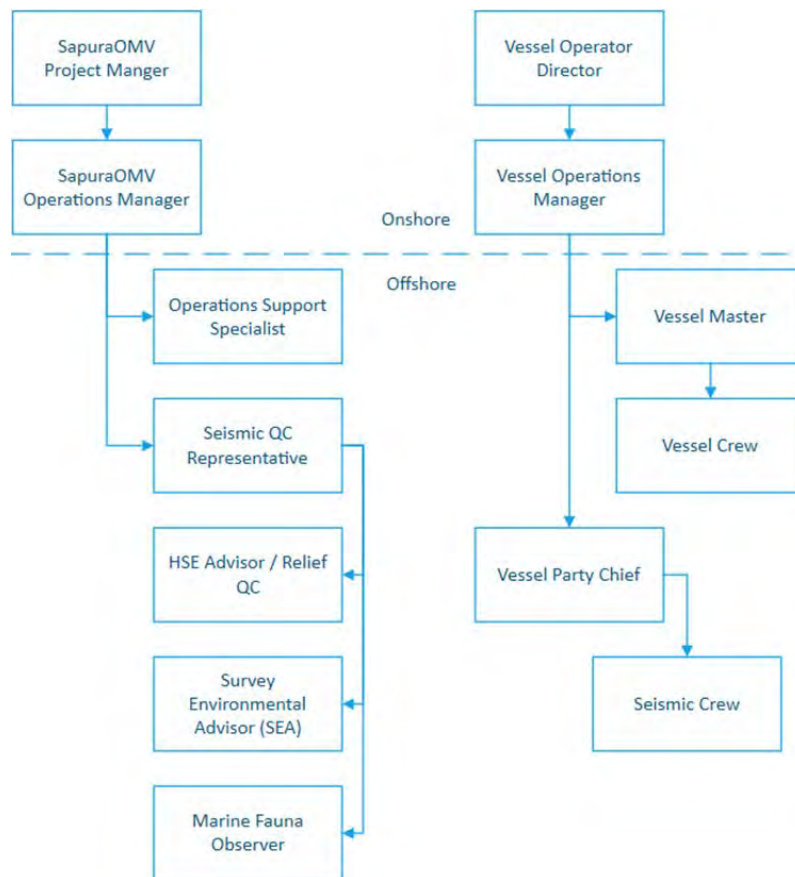 SapuraOMV
Project Manger
Vessel Operator
Director
SapuraOMV
Operations Manager
Vessel Operations
Manager
Onshore
Offshore
Operations Support
Specialist
Vessel Master
Seismic QC
Representative
Vessel Crew
HSE Advisor / Relief
QC
Vessel Party Chief
Survey
Environmental
Advisor (SEA)
Seismic Crew
Marine Fauna
Observer